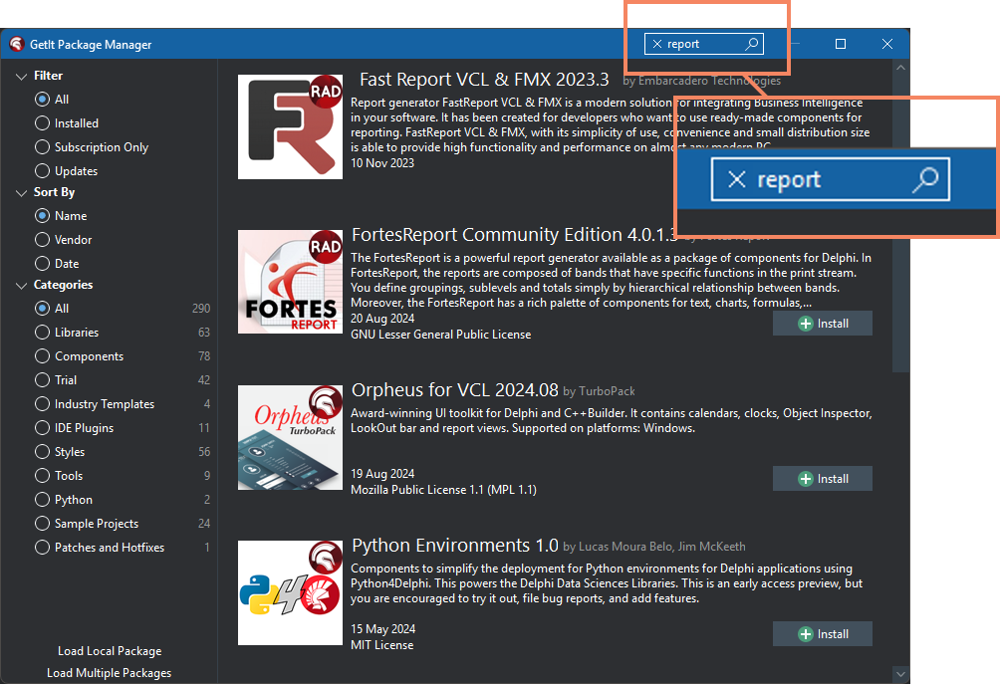 GetIt Package Manager
report
Filter
All
Installed
Subscription Only
Updates
Sort By
Name
Vendor
Date
Categories
All 290
Libraries 63
Components 78
Trial 42
Industry Templates 4
IDE Plugins 11
Styles 56
Tools 9
Python 2
Sample Projects 24
Patches and Hotfixes 1
Load Local Package
Load Multiple Packages
RAD
Fast Report VCL & FMX 2023.3 by Embarcadero Technologies
Report generator FastReport VCL & FMX is a modern solution for integrating Business Intelligence
in your software. It has been created for developers who want to use ready-made components for
reporting. FastReport VCL & FMX, with its simplicity of use, convenience and small distribution size
is able to provide high functionality and performance on almost any modern PC.
10 Nov 2023
report
RAD
FORTES
REPORT
FortesReport Community Edition 4.0.1.3 by Fortes Report
The FortesReport is a powerful report generator available as a package of components for Delphi. In
FortesReport, the reports are composed of bands that have specific functions in the print stream.
You define groupings, sublevels and totals simply by hierarchical relationship between bands.
Moreover, the FortesReport has a rich palette of components for text, charts, formulas,...
20 Aug 2024
GNU Lesser General Public License
Install
Orpheus
TurboPack
Orpheus for VCL 2024.08 by TurboPack
Award-winning UI toolkit for Delphi and C++Builder. It contains calendars, clocks, Object Inspector,
LookOut bar and report views. Supported on platforms: Windows.
19 Aug 2024
Mozilla Public License 1.1 (MPL 1.1)
Install
4
Python Environments 1.0 by Lucas Moura Belo, Jim McKeeth
Components to simplify the deployment for Python environments for Delphi applications using
Python4Delphi. This powers the Delphi Data Sciences Libraries. This is an early access preview, but
you are encouraged to try it out, file bug reports, and add features.
15 May 2024
MIT License
Install